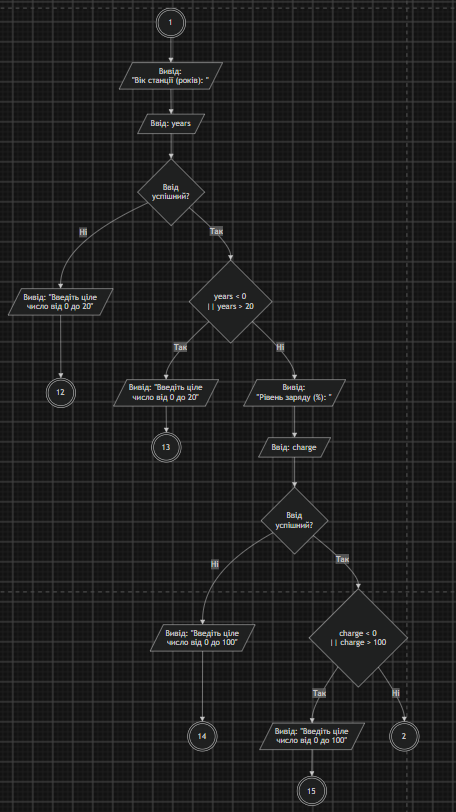 1
Вивід:
"Вік станції (років): "
Ввід: years
Ввід
успішний?
Ні
Так
Вивід: "Введіть ціле
число від 0 до 20"
years < 0
|| years > 20
Так
Ні
12
Вивід: "Введіть ціле
число від 0 до 20"
Вивід:
"Рівень заряду (%): "
13
Ввід: charge
Ввід
успішний?
Ні
Так
Вивід: "Введіть ціле
число від 0 до 100"
charge < 0
|| charge > 100
Так
Ні
14
Вивід: "Введіть ціле
число від 0 до 100"
2
15